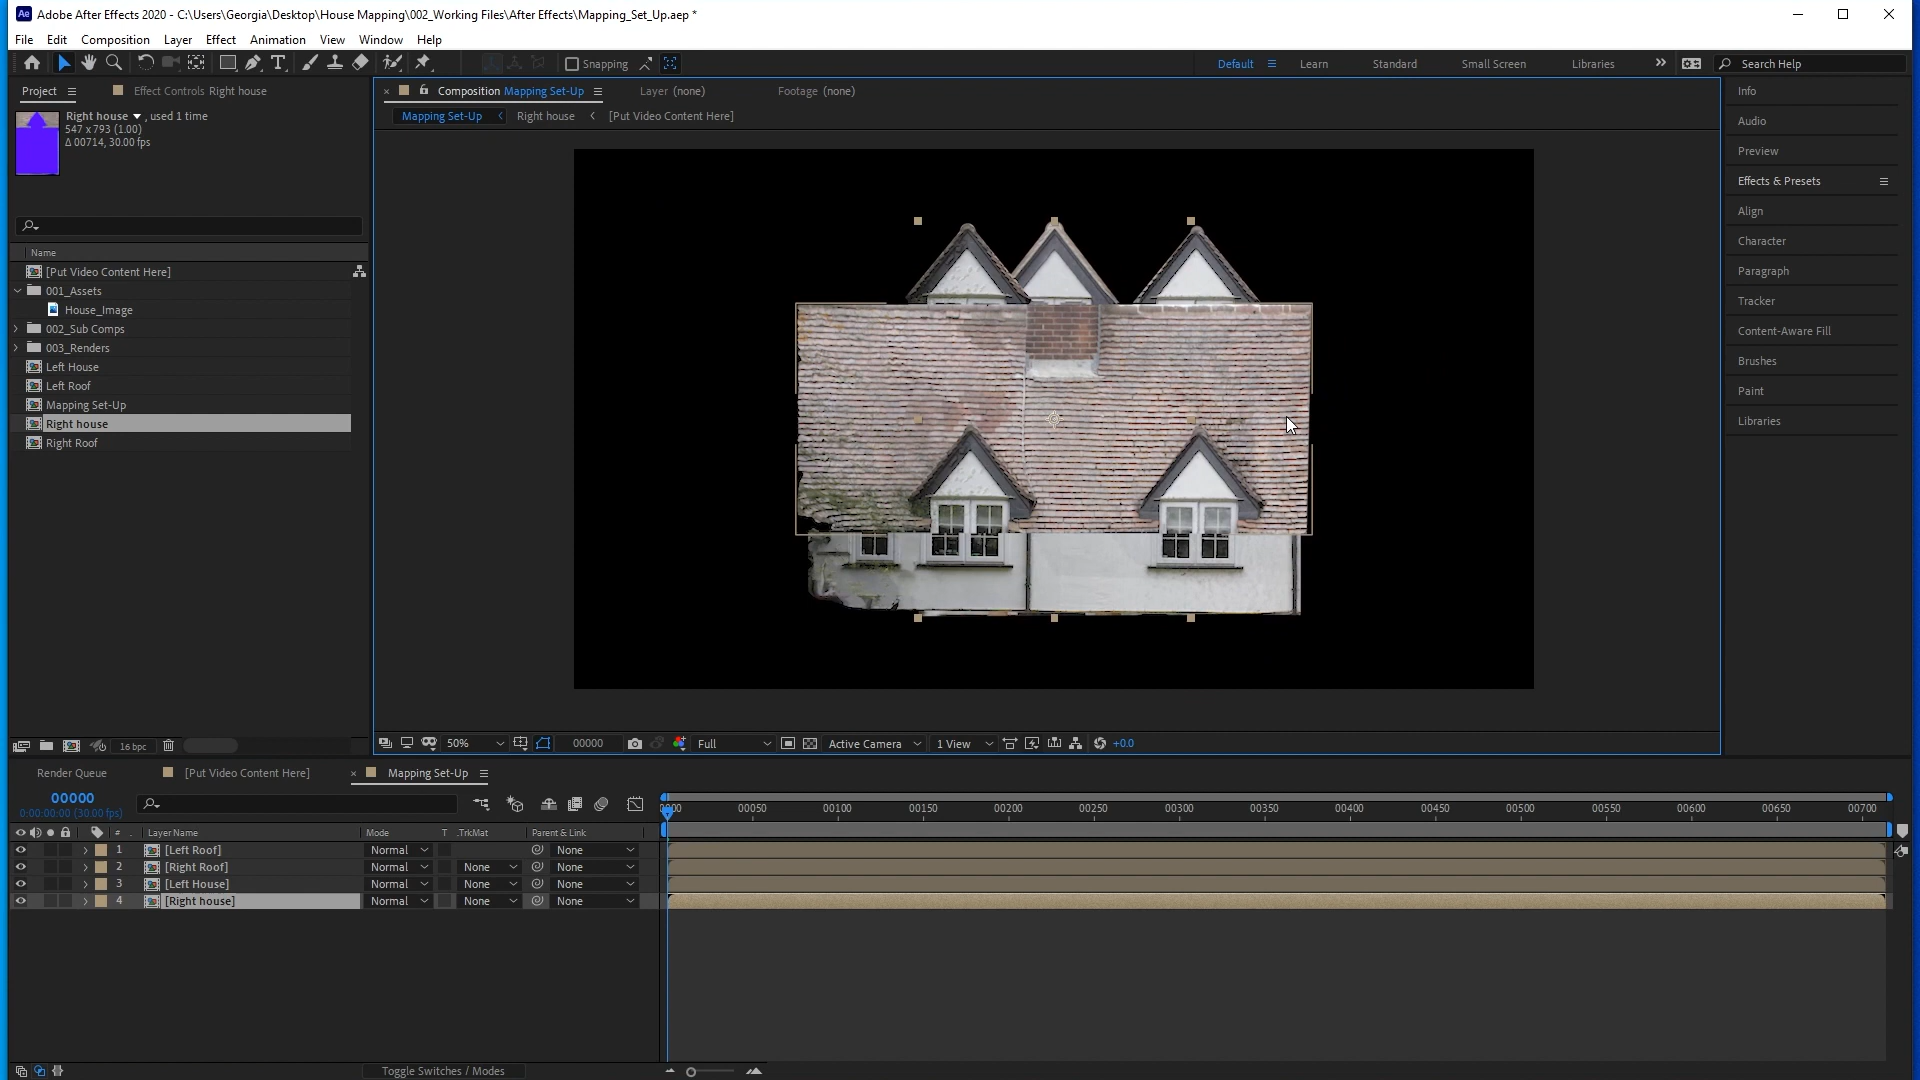 Adobe After Effects 2020 - C:\Users\Georgia\Desktop\House Mapping\002_Working Files\After Effects\Mapping_Set_Up.aep *
File Edit Composition Layer Effect Animation View Window Help
Snapping Default Learn Standard Small Screen Libraries Search Help
Project Effect Controls Right house
Composition Mapping Set-Up Layer (none) Footage (none)
Mapping Set-Up Right house [Put Video Content Here]
Right house , used 1 time
547 x 793 (1.00)
Δ 00714, 30.00 fps
Name
[Put Video Content Here]
001_Assets
House_Image
002_Sub Comps
003_Renders
Left House
Left Roof
Mapping Set-Up
Right house
Right Roof
16 bpc
50% 00000 Full Active Camera 1 View +0.0
Info
Audio
Preview
Effects & Presets
Align
Character
Paragraph
Tracker
Content-Aware Fill
Brushes
Paint
Libraries
Render Queue [Put Video Content Here] Mapping Set-Up
00000
0:00:00:00 (30.00 fps)
0000 00050 00100 00150 00200 00250 00300 00350 00400 00450 00500 00550 00600 00650 00700
# Layer Name Mode T .TrkMat Parent & Link
1 [Left Roof] Normal None
2 [Right Roof] Normal None None
3 [Left House] Normal None None
4 [Right house] Normal None None
Toggle Switches / Modes